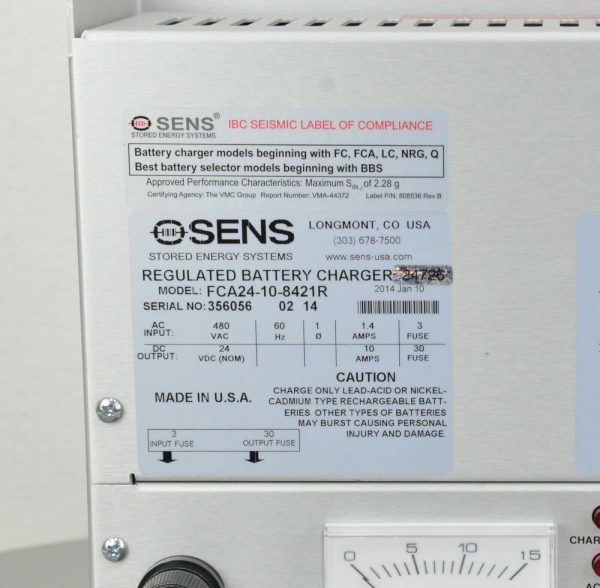 SENS®
STORED ENERGY SYSTEMS
IBC SEISMIC LABEL OF COMPLIANCE
Battery charger models beginning with FC, FCA, LC, NRG, Q
Best battery selector models beginning with BBS
Approved Performance Characteristics: Maximum Sds, of 2.28 g
Certifying Agency: The VMC Group Report Number: VMA-44372 Label P/N: 808536 Rev B
SENS
STORED ENERGY SYSTEMS
LONGMONT, CO USA
(303) 678-7500
www.sens-usa.com
REGULATED BATTERY CHARGER 34726
MODEL: FCA24-10-8421R 2014 Jan 10
SERIAL NO: 356056 02 14
AC INPUT: 480 VAC 60 Hz 1 Ø 1.4 AMPS 3 FUSE
DC OUTPUT: 24 VDC (NOM) 10 AMPS 30 FUSE
CAUTION
CHARGE ONLY LEAD-ACID OR NICKEL-
CADMIUM TYPE RECHARGEABLE BATT-
ERIES. OTHER TYPES OF BATTERIES
MAY BURST CAUSING PERSONAL
INJURY AND DAMAGE.
MADE IN U.S.A.
3 30
INPUT FUSE OUTPUT FUSE
0 5 10 15
CHAR
AC